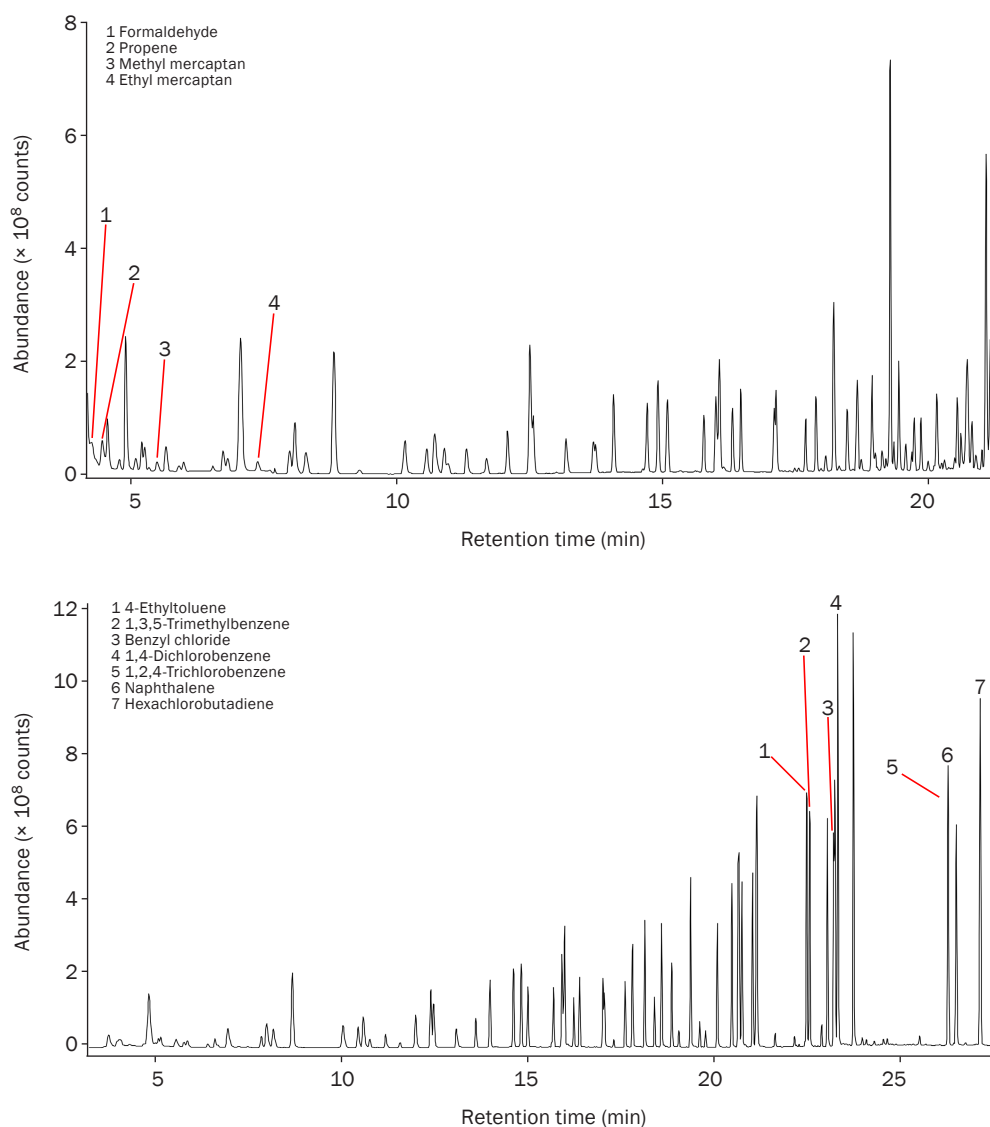 8
1 Formaldehyde
2 Propene
3 Methyl mercaptan
4 Ethyl mercaptan
6
Abundance (× 10⁸ counts)
1
4
2
4
3
2
0
5 10 15 20
Retention time (min)
12
1 4-Ethyltoluene
2 1,3,5-Trimethylbenzene
3 Benzyl chloride
4 1,4-Dichlorobenzene
5 1,2,4-Trichlorobenzene
6 Naphthalene
7 Hexachlorobutadiene
4
2
10
7
3
Abundance (× 10⁸ counts)
1
6
8
5
6
4
2
0
5 10 15 20 25
Retention time (min)